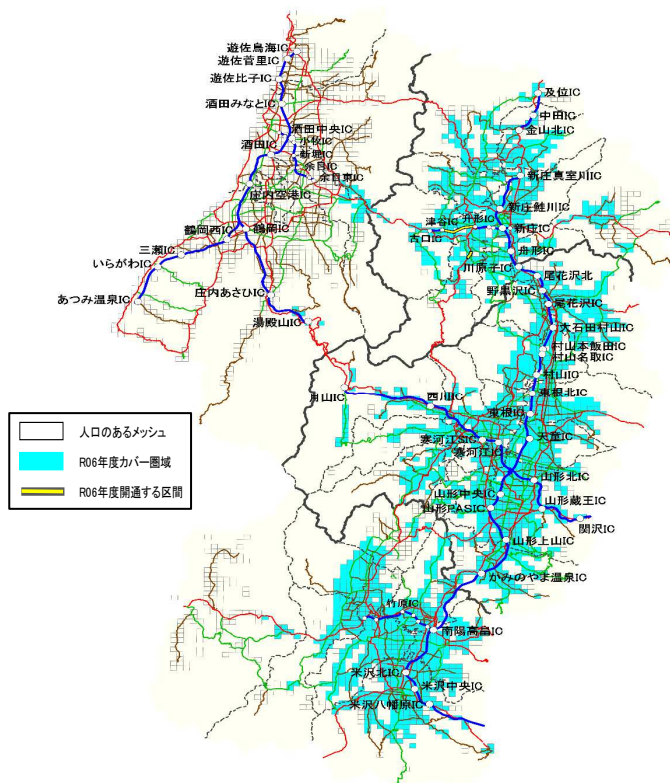 遊佐鳥海IC
遊佐菅里IC
遊佐比子IC
酒田みなとIC
酒田中央IC
小牧IC
酒田IC
新堀IC
余目IC
余目東IC
庄内空港IC
鶴岡西IC
鶴岡IC
三瀬IC
いらがわIC
あつみ温泉IC
庄内あさひIC
湯殿山IC
及位IC
中田IC
金山北IC
新庄真室川IC
新庄鮭川IC
升形IC
津谷IC
新庄IC
古口IC
舟形IC
川原子IC
尾花沢北
野黒沢IC
尾花沢IC
大石田村山IC
村山本飯田IC
村山名取IC
村山IC
東根北IC
月山IC
西川IC
東根IC
天童IC
寒河江SIC
寒河江IC
山形北IC
山形中央IC
山形蔵王IC
山形PASIC
関沢IC
山形上山IC
かみのやま温泉IC
竹原IC
南陽高畠IC
米沢北IC
米沢中央IC
米沢八幡原IC
人口のあるメッシュ
R06年度カバー圏域
R06年度開通する区間